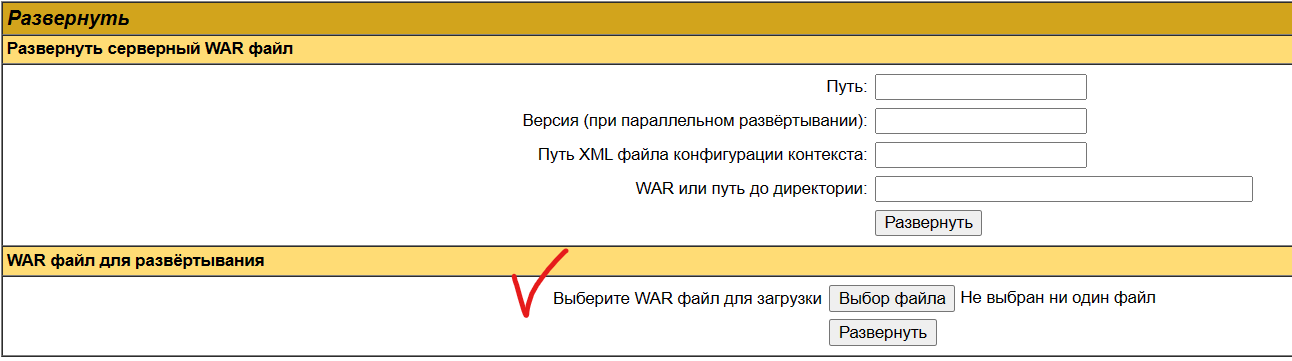 Развернуть
Развернуть серверный WAR файл
Путь:
Версия (при параллельном развёртывании):
Путь XML файла конфигурации контекста:
WAR или путь до директории:
Развернуть
WAR файл для развёртывания
Выберите WAR файл для загрузки Выбор файла Не выбран ни один файл
Развернуть